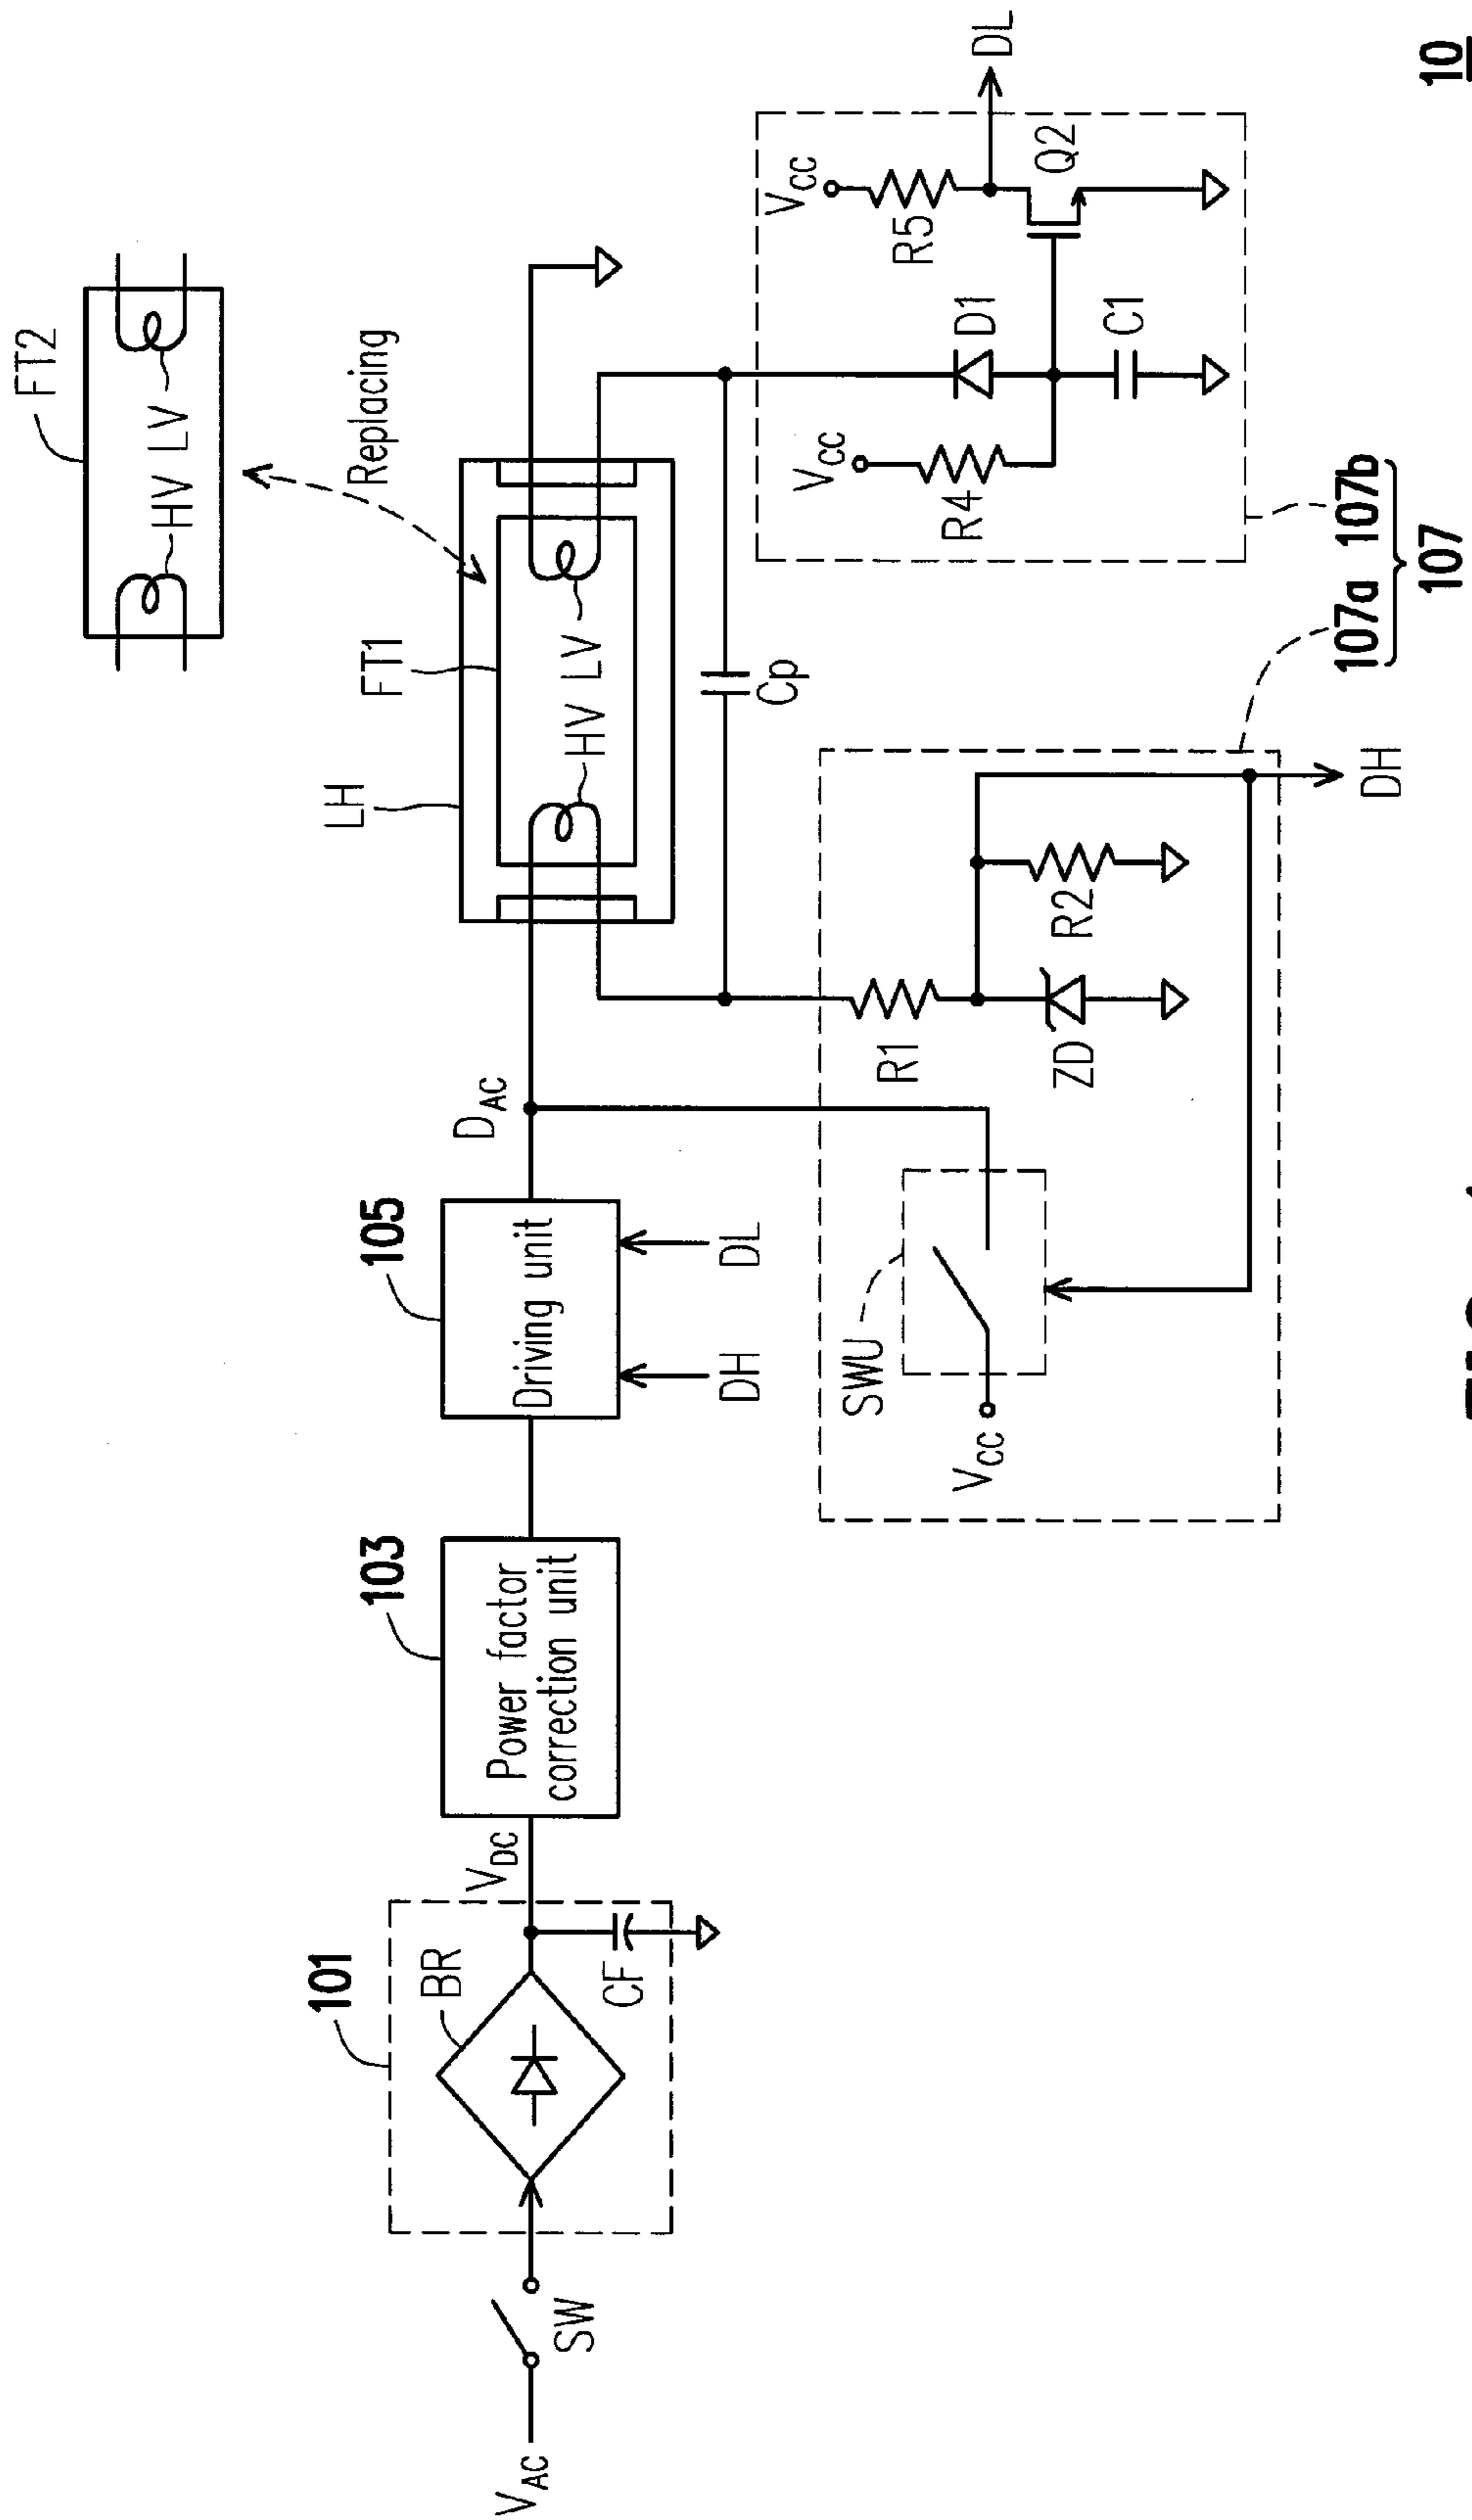 FT2
HV LV
Replacing
LH
FT1
HV LV
Cp
101
BR
CF
VAC
SW
VDC
103
Power factor
correction unit
105
Driving unit
DH
DL
DAC
SWU
VCC
R1
ZD
R2
DH
VCC
R4
D1
C1
VCC
R5
Q2
DL
107a 107b
107
10